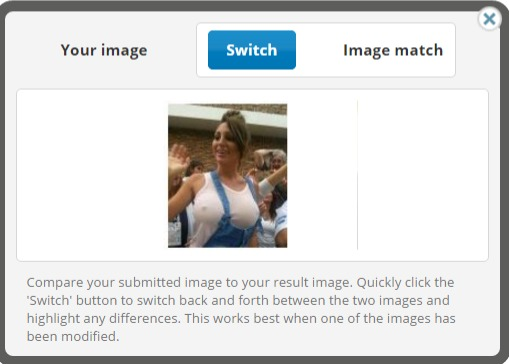 Your image
Switch
Image match
Compare your submitted image to your result image. Quickly click the
'Switch' button to switch back and forth between the two images and
highlight any differences. This works best when one of the images has
been modified.